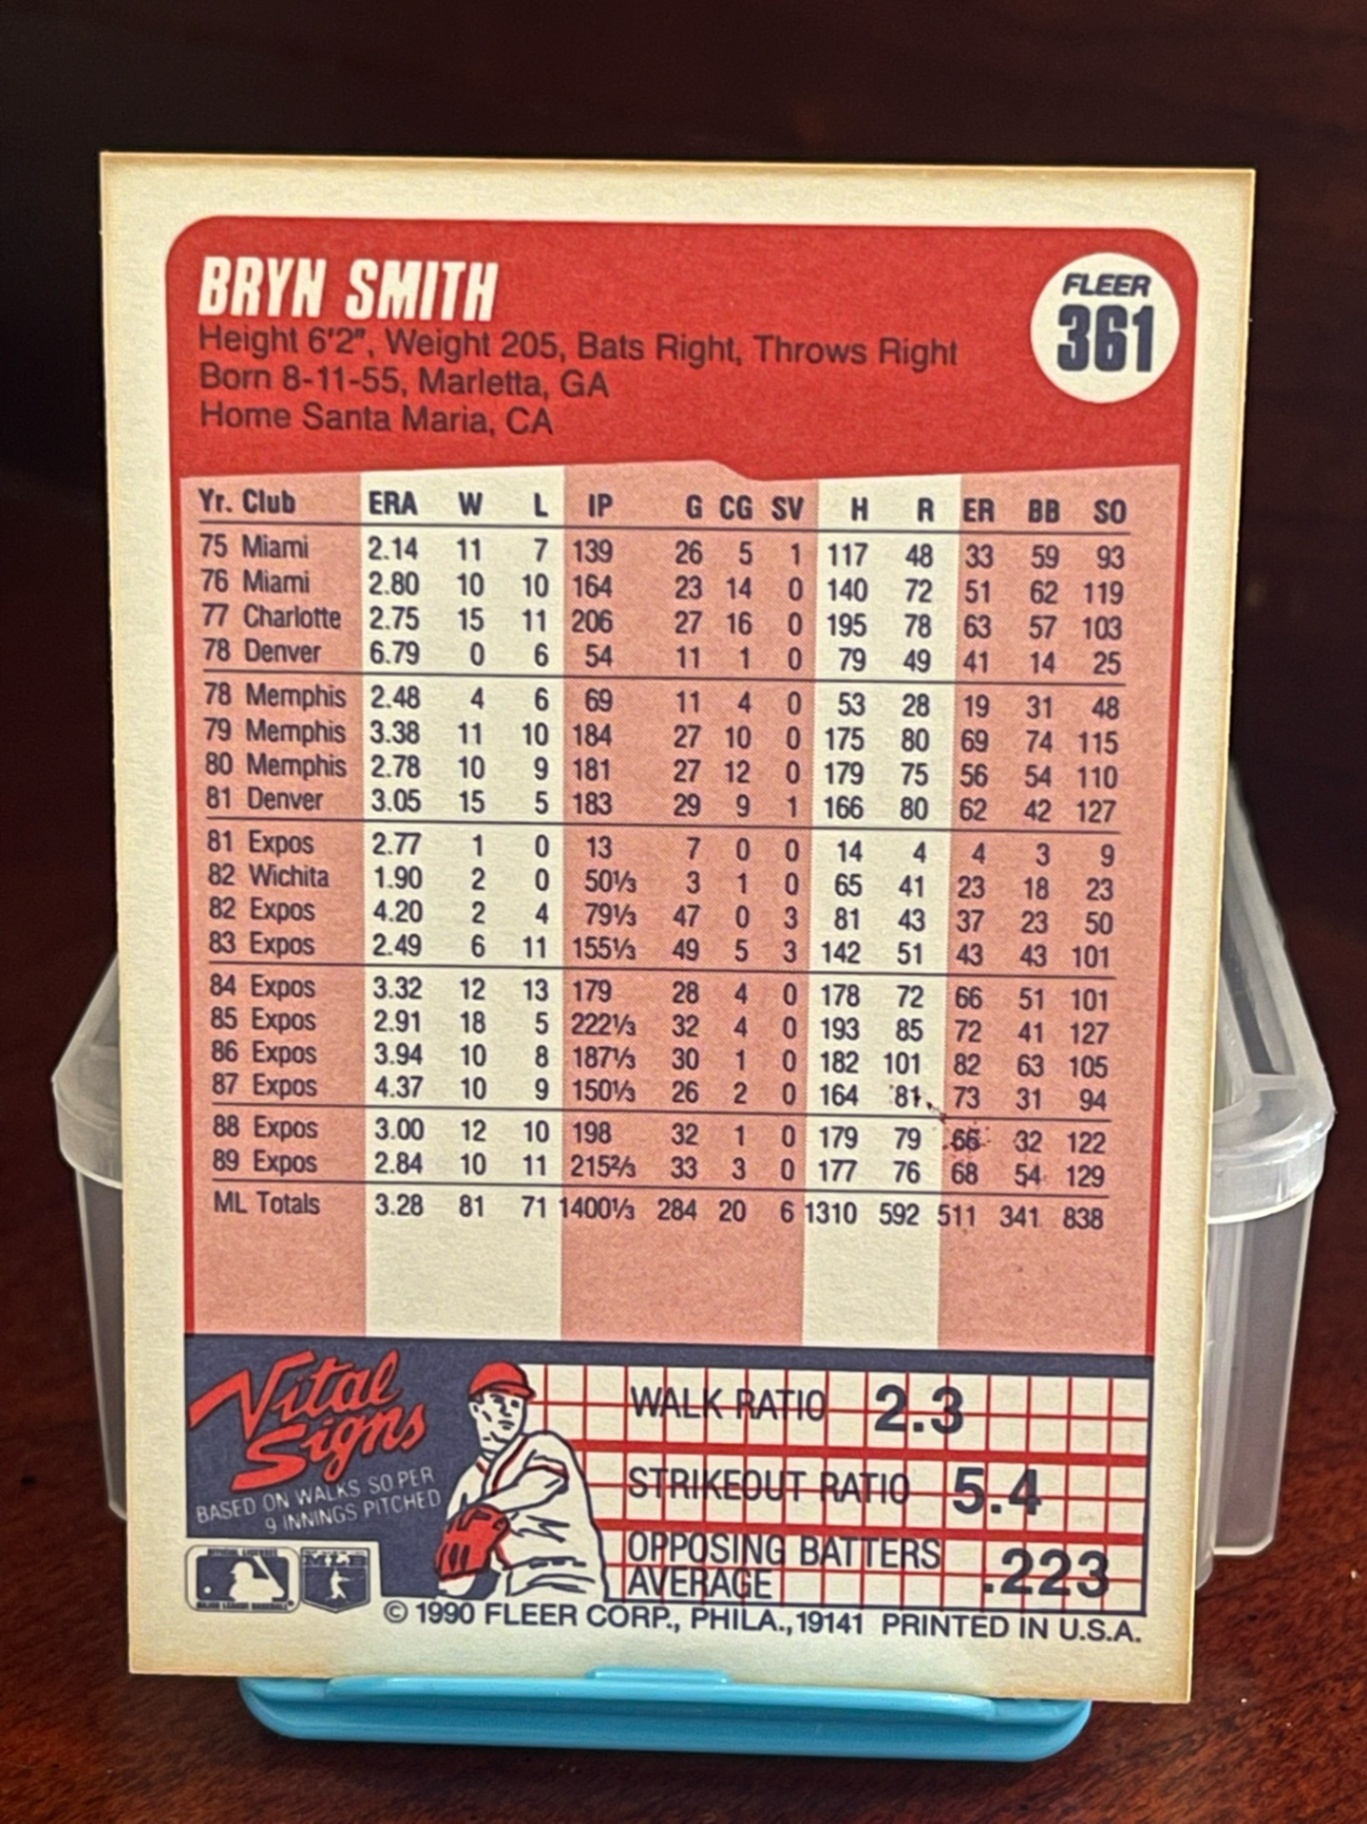 BRYN SMITH
FLEER
361
Height 6'2", Weight 205, Bats Right, Throws Right
Born 8-11-55, Marletta, GA
Home Santa Maria, CA
Yr. Club ERA W L IP G CG SV H R ER BB SO
75 Miami 2.14 11 7 139 26 5 1 117 48 33 59 93
76 Miami 2.80 10 10 164 23 14 0 140 72 51 62 119
77 Charlotte 2.75 15 11 206 27 16 0 195 78 63 57 103
78 Denver 6.79 0 6 54 11 1 0 79 49 41 14 25
78 Memphis 2.48 4 6 69 11 4 0 53 28 19 31 48
79 Memphis 3.38 11 10 184 27 10 0 175 80 69 74 115
80 Memphis 2.78 10 9 181 27 12 0 179 75 56 54 110
81 Denver 3.05 15 5 183 29 9 1 166 80 62 42 127
81 Expos 2.77 1 0 13 7 0 0 14 4 4 3 9
82 Wichita 1.90 2 0 50⅓ 3 1 0 65 41 23 18 23
82 Expos 4.20 2 4 79⅓ 47 0 3 81 43 37 23 50
83 Expos 2.49 6 11 155⅓ 49 5 3 142 51 43 43 101
84 Expos 3.32 12 13 179 28 4 0 178 72 66 51 101
85 Expos 2.91 18 5 222⅓ 32 4 0 193 85 72 41 127
86 Expos 3.94 10 8 187⅓ 30 1 0 182 101 82 63 105
87 Expos 4.37 10 9 150⅓ 26 2 0 164 81 73 31 94
88 Expos 3.00 12 10 198 32 1 0 179 79 66 32 122
89 Expos 2.84 10 11 215⅔ 33 3 0 177 76 68 54 129
ML Totals 3.28 81 71 1400⅓ 284 20 6 1310 592 511 341 838
Vital
Signs
BASED ON WALKS SO PER
9 INNINGS PITCHED
WALK RATIO 2.3
STRIKEOUT RATIO 5.4
OPPOSING BATTERS
AVERAGE .223
MLB
© 1990 FLEER CORP., PHILA., 19141 PRINTED IN U.S.A.